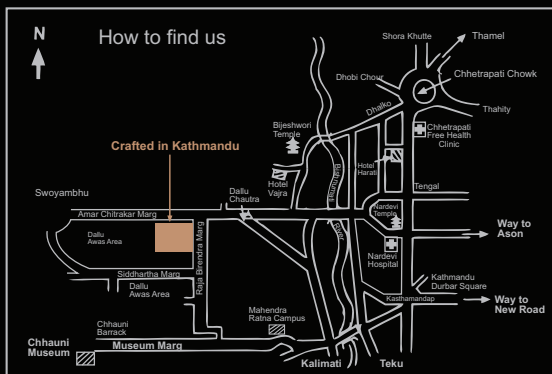 N
How to find us
Shora Khutte
Thamel
Dhobi Chour
Chhetrapati Chowk
Dhalko
Thahity
Bijeshwori
Temple
Chhetrapati
Free Health
Clinic
Crafted in Kathmandu
Hotel
Harati
Hotel
Vajra
Bishnumati
River
Swoyambhu
Dallu
Chautra
Tengal
Amar Chitrakar Marg
Nardevi
Temple
Way to
Ason
Dallu
Awas Area
Raja Birendra Marg
Nardevi
Hospital
Siddhartha Marg
Dallu
Awas Area
Kathmandu
Durbar Square
Kasthamandap
Way to
New Road
Mahendra
Ratna Campus
Chhauni
Barrack
Chhauni
Museum
Museum Marg
Kalimati
Teku